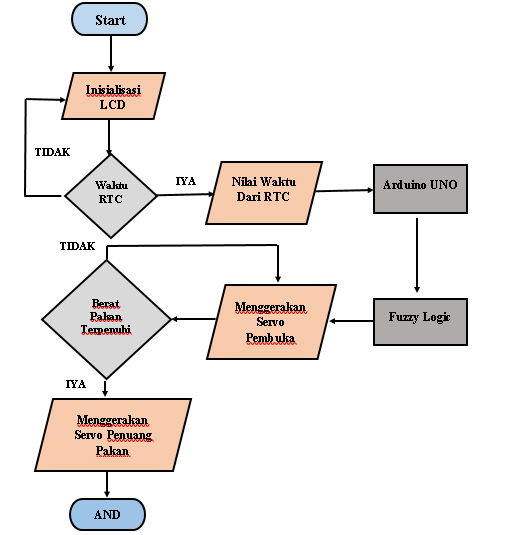 Start
Inisialisasi
LCD
TIDAK
Waktu
RTC
IYA
Nilai Waktu
Dari RTC
Arduino UNO
TIDAK
Berat
Pakan
Terpenuhi
Menggerakan
Servo
Pembuka
Fuzzy Logic
IYA
Menggerakan
Servo Penuang
Pakan
AND